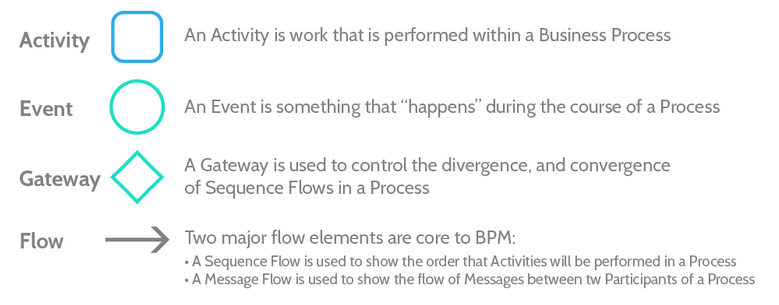 Activity
An Activity is work that is performed within a Business Process
Event
An Event is something that “happens” during the course of a Process
Gateway
A Gateway is used to control the divergence, and convergence
of Sequence Flows in a Process
Flow
Two major flow elements are core to BPM:
• A Sequence Flow is used to show the order that Activities will be performed in a Process
• A Message Flow is used to show the flow of Messages between tw Participants of a Process